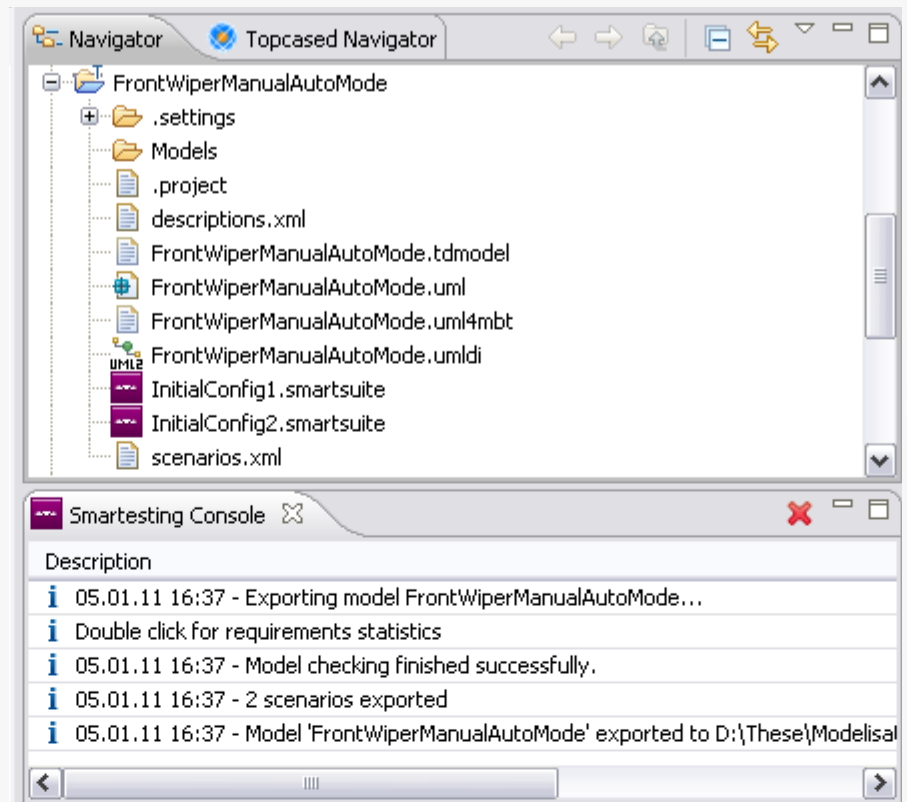 Navigator Topcased Navigator
FrontWiperManualAutoMode
.settings
Models
.project
descriptions.xml
FrontWiperManualAutoMode.tdmodel
FrontWiperManualAutoMode.uml
FrontWiperManualAutoMode.uml4mbt
UML2 FrontWiperManualAutoMode.umldi
InitialConfig1.smartsuite
InitialConfig2.smartsuite
scenarios.xml
Smartesting Console
Description
05.01.11 16:37 - Exporting model FrontWiperManualAutoMode...
Double click for requirements statistics
05.01.11 16:37 - Model checking finished successfully.
05.01.11 16:37 - 2 scenarios exported
05.01.11 16:37 - Model 'FrontWiperManualAutoMode' exported to D:\These\Modelisa